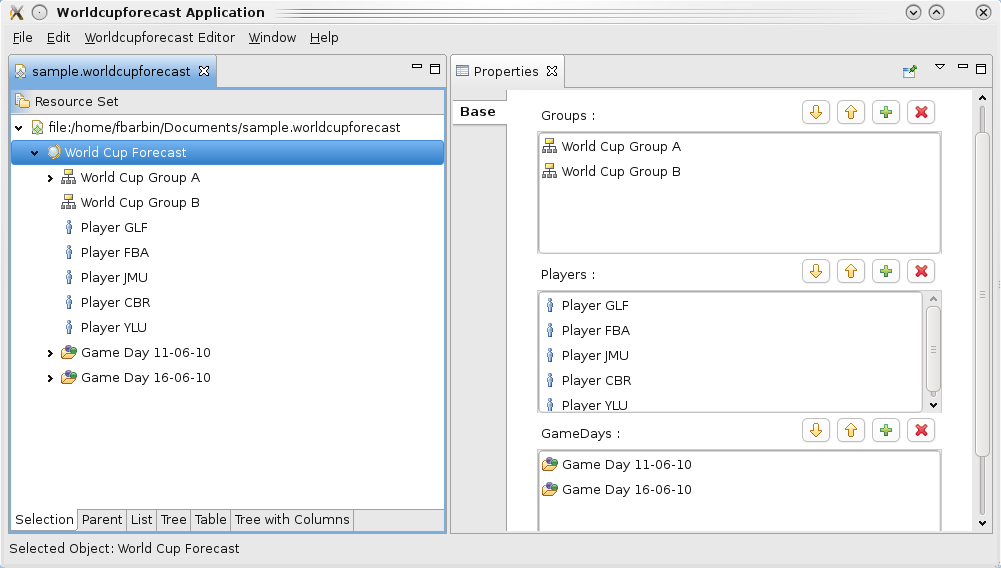 Worldcupforecast Application
File Edit Worldcupforecast Editor Window Help
sample.worldcupforecast
Resource Set
file:/home/fbarbin/Documents/sample.worldcupforecast
World Cup Forecast
World Cup Group A
World Cup Group B
Player GLF
Player FBA
Player JMU
Player CBR
Player YLU
Game Day 11-06-10
Game Day 16-06-10
Selection Parent List Tree Table Tree with Columns
Properties
Base
Groups :
World Cup Group A
World Cup Group B
Players :
Player GLF
Player FBA
Player JMU
Player CBR
Player YLU
GameDays :
Game Day 11-06-10
Game Day 16-06-10
Selected Object: World Cup Forecast